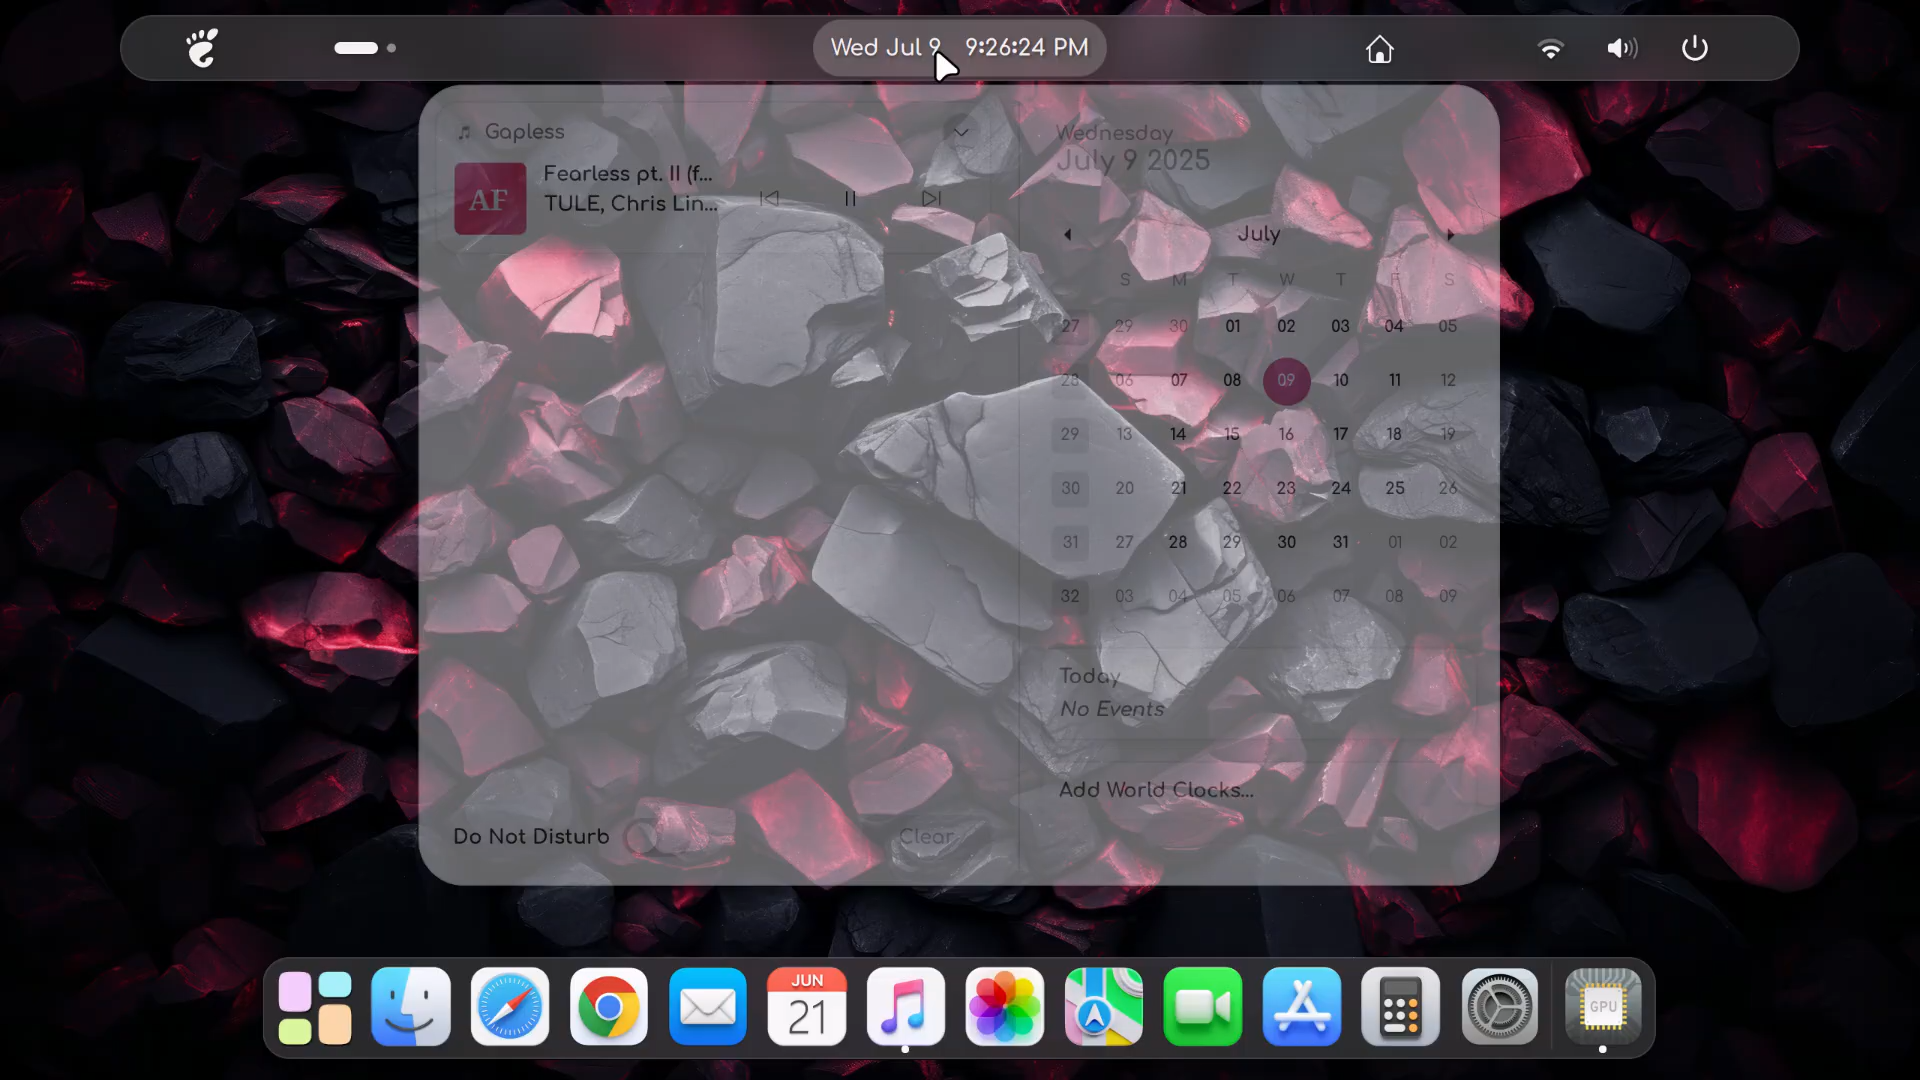 Wed Jul 9 9:26:24 PM
Gapless
AF
Fearless pt. II (f...
TULE, Chris Lin...
Do Not Disturb
Clear
Wednesday
July 9 2025
July
S M T W T F S
27 29 30 01 02 03 04 05
28 06 07 08 09 10 11 12
29 13 14 15 16 17 18 19
30 20 21 22 23 24 25 26
31 27 28 29 30 31 01 02
32 03 04 05 06 07 08 09
Today
No Events
Add World Clocks...
JUN
21
GPU